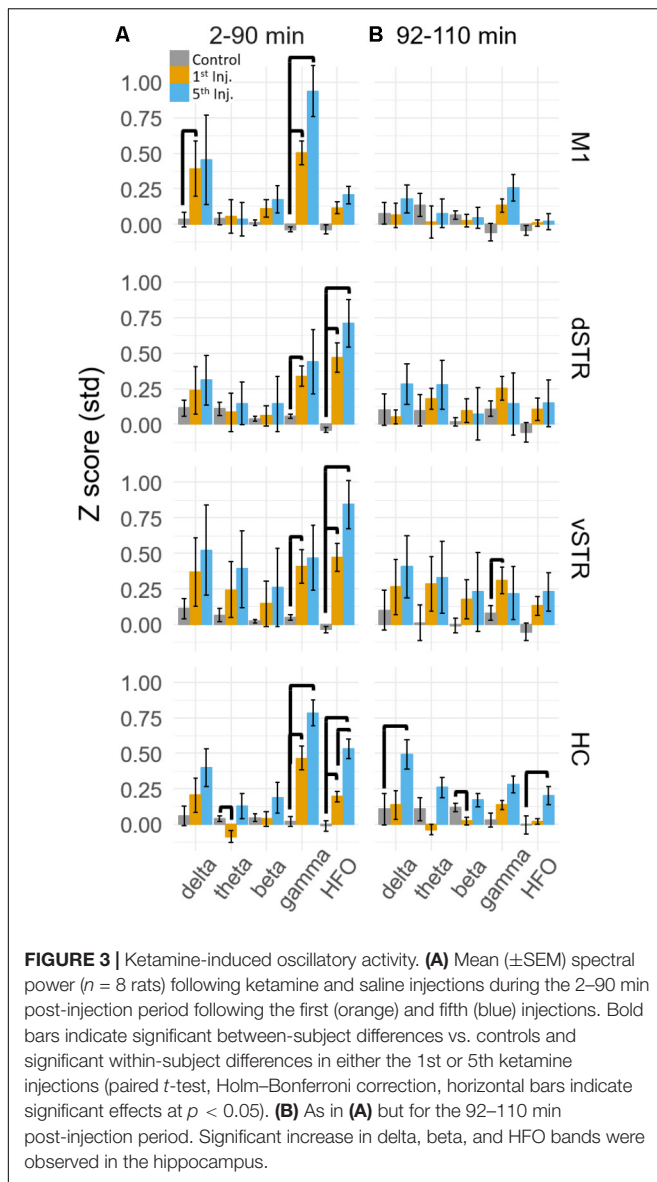 A 2-90 min B 92-110 min
Control
1st Inj.
5th Inj.
Z score (std)
1.00
0.75
0.50
0.25
0.00
M1
1.00
0.75
0.50
0.25
0.00
dSTR
1.00
0.75
0.50
0.25
0.00
vSTR
1.00
0.75
0.50
0.25
0.00
HC
delta theta beta gamma HFO delta theta beta gamma HFO
FIGURE 3 | Ketamine-induced oscillatory activity. (A) Mean (±SEM) spectral
power (n = 8 rats) following ketamine and saline injections during the 2–90 min
post-injection period following the first (orange) and fifth (blue) injections. Bold
bars indicate significant between-subject differences vs. controls and
significant within-subject differences in either the 1st or 5th ketamine
injections (paired t-test, Holm–Bonferroni correction, horizontal bars indicate
significant effects at p < 0.05). (B) As in (A) but for the 92–110 min
post-injection period. Significant increase in delta, beta, and HFO bands were
observed in the hippocampus.